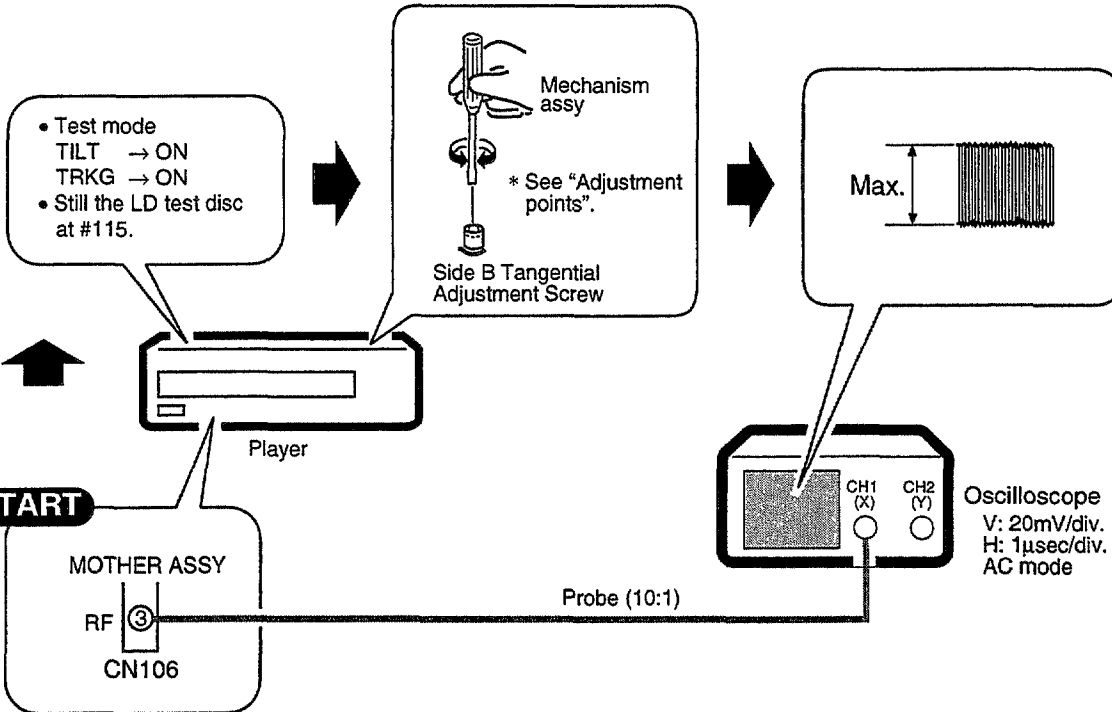 • Test mode
TILT → ON
TRKG → ON
• Still the LD test disc
at #115.
Mechanism
assy
* See “Adjustment
points”.
Side B Tangential
Adjustment Screw
Max.
Player
TART
MOTHER ASSY
RF ③
CN106
Probe (10:1)
CH1
(X)
CH2
(Y)
Oscilloscope
V: 20mV/div.
H: 1μsec/div.
AC mode